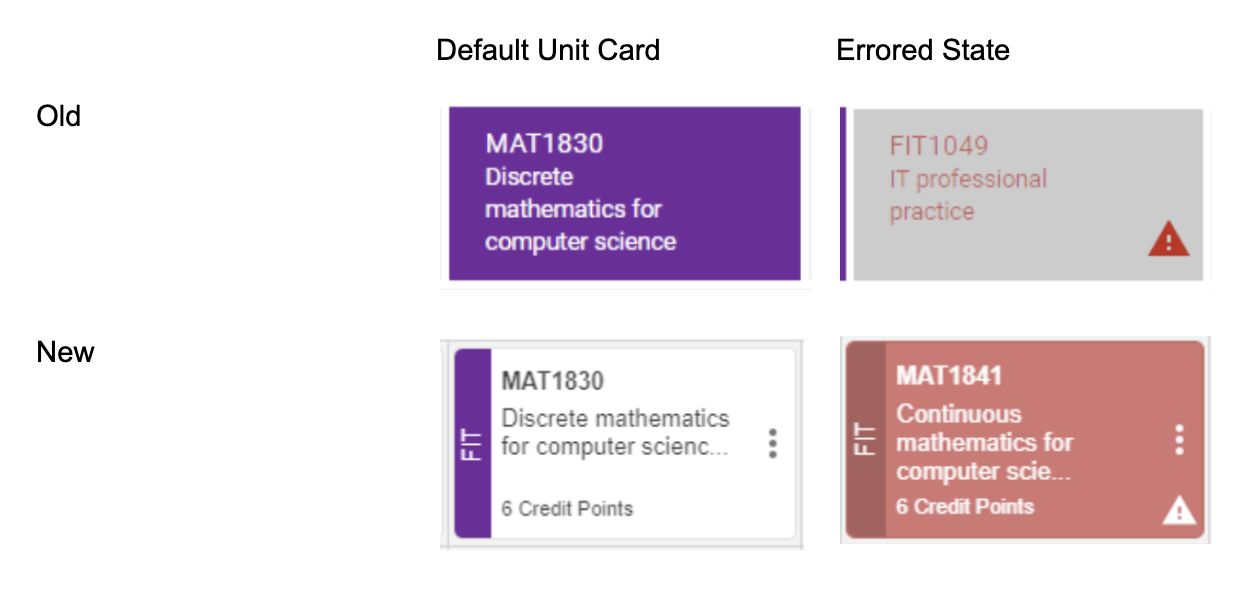 Default Unit Card
Errored State
Old
MAT1830
Discrete
mathematics for
computer science
FIT1049
IT professional
practice
New
FIT
MAT1830
Discrete mathematics
for computer scienc...
6 Credit Points
FIT
MAT1841
Continuous
mathematics for
computer scie...
6 Credit Points